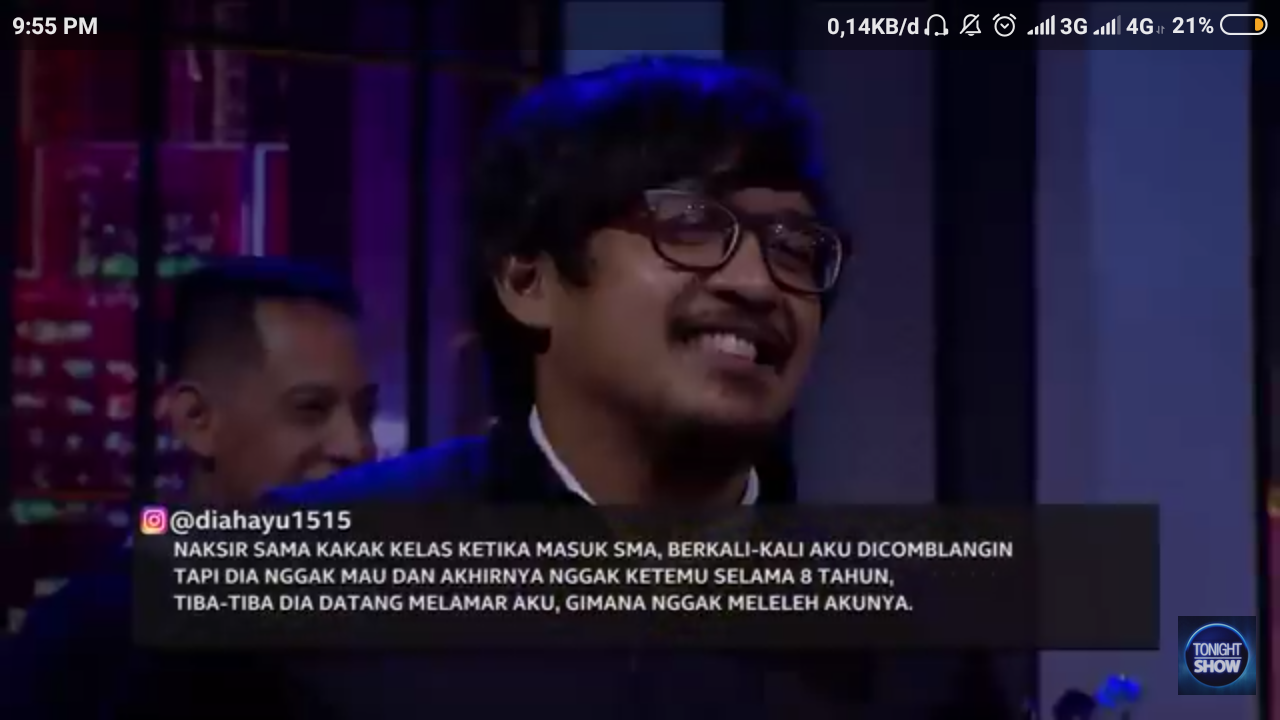 9:55 PM 0,14KB/d 3G 4G 21%
@diahayu1515
NAKSIR SAMA KAKAK KELAS KETIKA MASUK SMA, BERKALI-KALI AKU DICOMBLANGIN
TAPI DIA NGGAK MAU DAN AKHIRNYA NGGAK KETEMU SELAMA 8 TAHUN,
TIBA-TIBA DIA DATANG MELAMAR AKU, GIMANA NGGAK MELELEH AKUNYA.
TONIGHT
SHOW